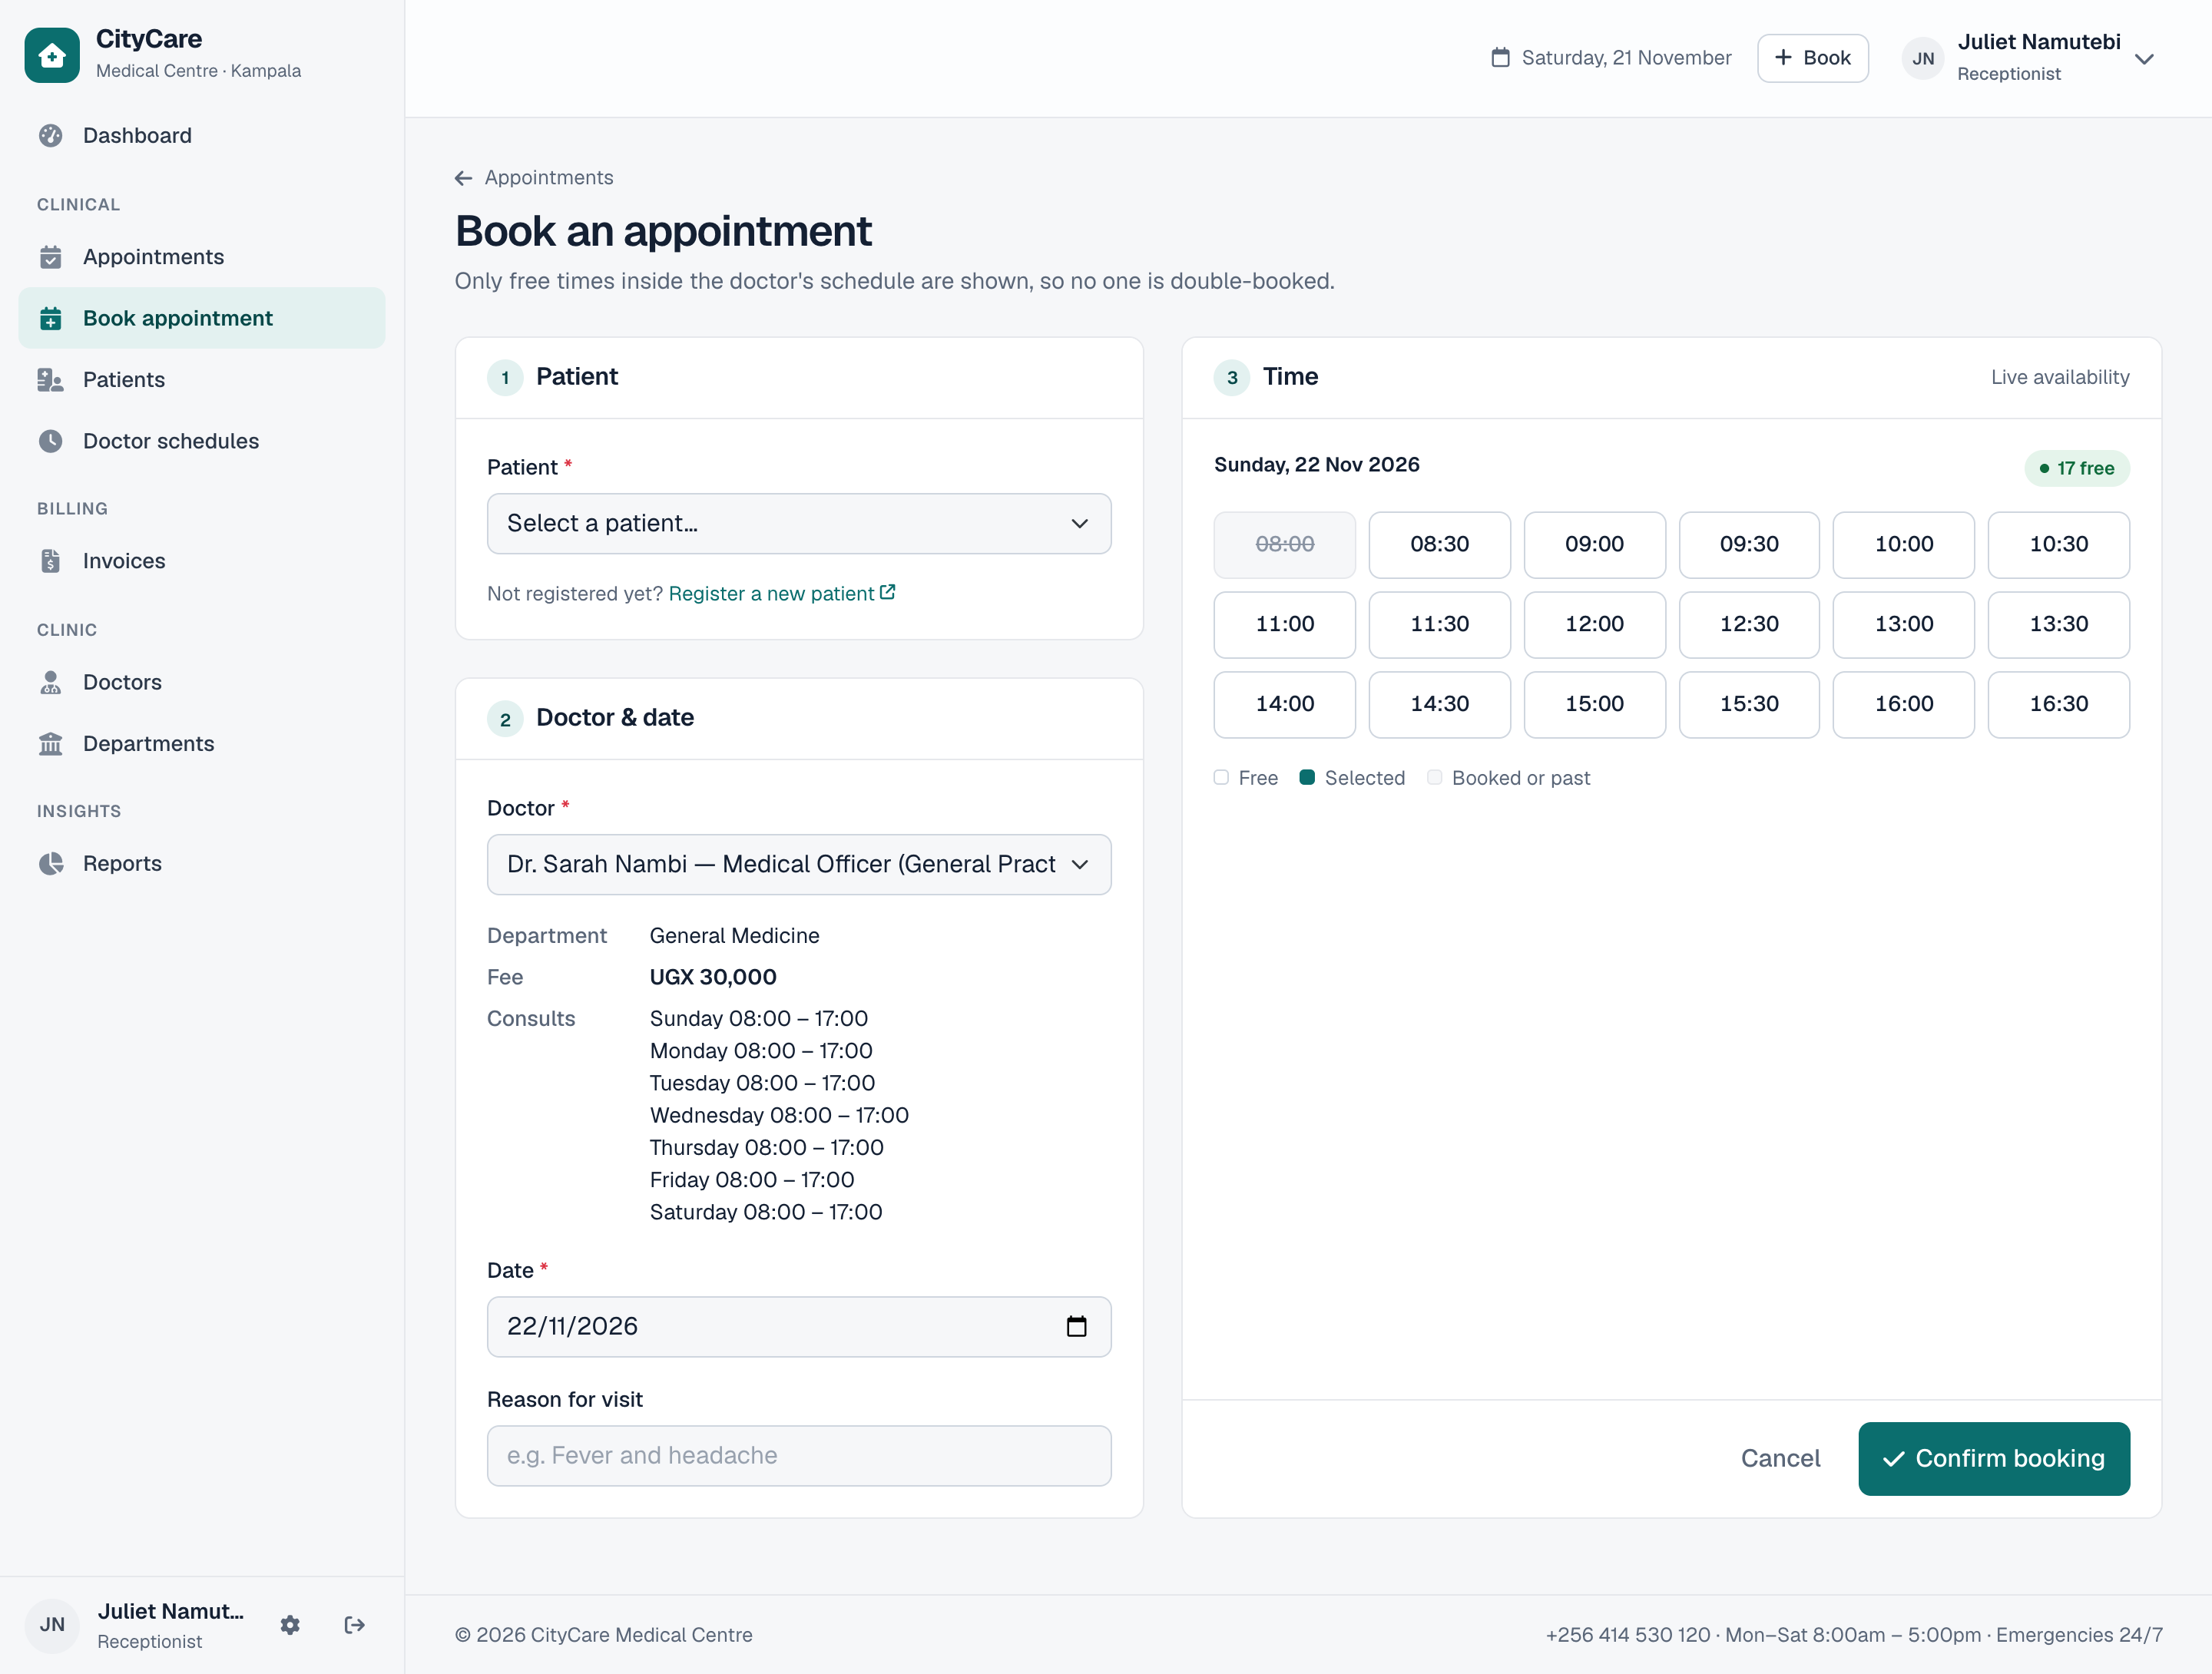 CityCare
Medical Centre · Kampala
Dashboard
CLINICAL
Appointments
Book appointment
Patients
Doctor schedules
BILLING
Invoices
CLINIC
Doctors
Departments
INSIGHTS
Reports
JN
Juliet Namut...
Receptionist
Saturday, 21 November
+ Book
JN
Juliet Namutebi
Receptionist
← Appointments
Book an appointment
Only free times inside the doctor's schedule are shown, so no one is double-booked.
1 Patient
Patient *
Select a patient...
Not registered yet? Register a new patient
2 Doctor & date
Doctor *
Dr. Sarah Nambi — Medical Officer (General Pract
Department General Medicine
Fee UGX 30,000
Consults Sunday 08:00 – 17:00
Monday 08:00 – 17:00
Tuesday 08:00 – 17:00
Wednesday 08:00 – 17:00
Thursday 08:00 – 17:00
Friday 08:00 – 17:00
Saturday 08:00 – 17:00
Date *
22/11/2026
Reason for visit
e.g. Fever and headache
3 Time Live availability
Sunday, 22 Nov 2026 17 free
08:00 08:30 09:00 09:30 10:00 10:30
11:00 11:30 12:00 12:30 13:00 13:30
14:00 14:30 15:00 15:30 16:00 16:30
Free Selected Booked or past
Cancel Confirm booking
© 2026 CityCare Medical Centre
+256 414 530 120 · Mon–Sat 8:00am – 5:00pm · Emergencies 24/7